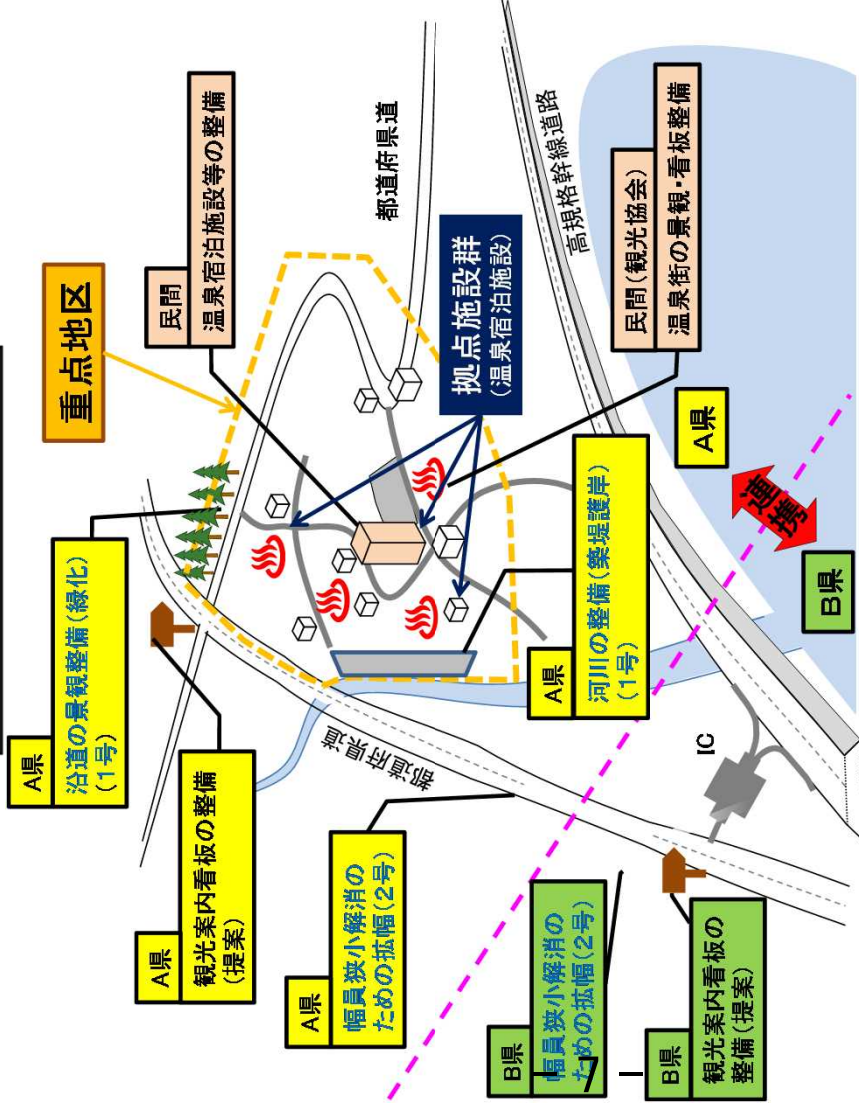 重点地区
民間
温泉宿泊施設等の整備
都道府県道
A県
沿道の景観整備(緑化)
(1号)
A県
観光案内看板の整備
(提案)
A県
幅員狭小解消の
ための拡幅(2号)
都道府県道
拠点施設群
(温泉宿泊施設)
高規格幹線道路
民間(観光協会)
温泉街の景観・看板整備
A県
河川の整備(築堤護岸)
(1号)
A県
連携
B県
IC
B県
幅員狭小解消の
ための拡幅(2号)
B県
観光案内看板の
整備(提案)
7